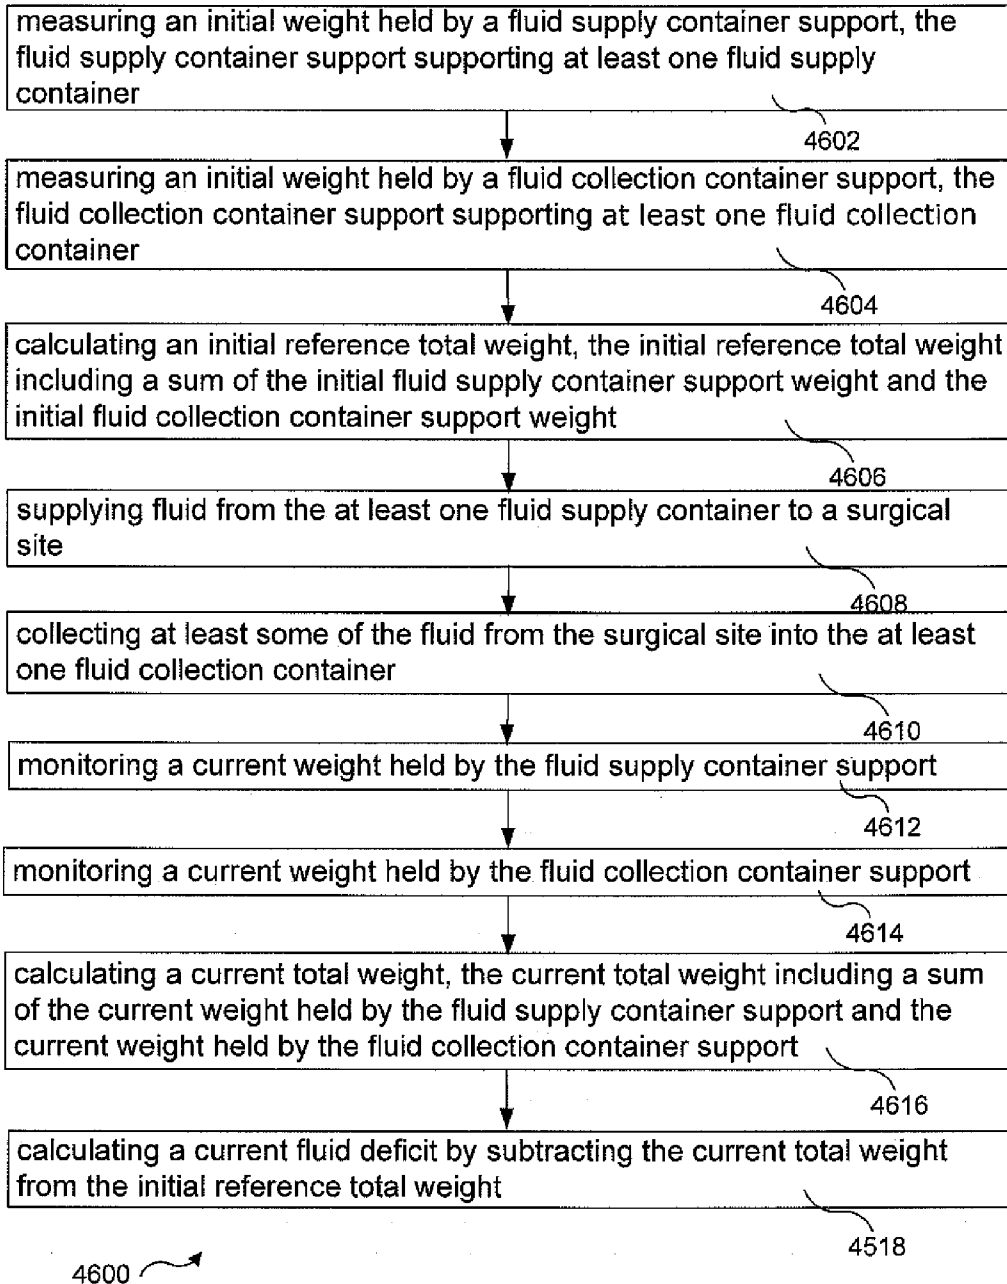 measuring an initial weight held by a fluid supply container support, the
fluid supply container support supporting at least one fluid supply
container
4602
measuring an initial weight held by a fluid collection container support, the
fluid collection container support supporting at least one fluid collection
container
4604
calculating an initial reference total weight, the initial reference total weight
including a sum of the initial fluid supply container support weight and the
initial fluid collection container support weight
4606
supplying fluid from the at least one fluid supply container to a surgical
site
4608
collecting at least some of the fluid from the surgical site into the at least
one fluid collection container
4610
monitoring a current weight held by the fluid supply container support
4612
monitoring a current weight held by the fluid collection container support
4614
calculating a current total weight, the current total weight including a sum
of the current weight held by the fluid supply container support and the
current weight held by the fluid collection container support
4616
calculating a current fluid deficit by subtracting the current total weight
from the initial reference total weight
4518
4600